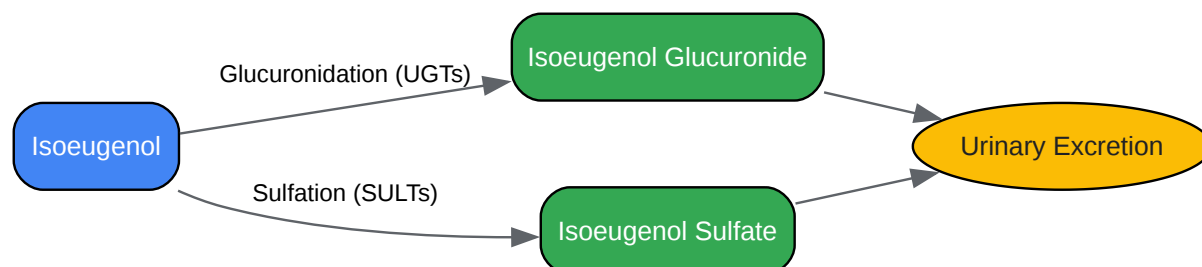 Isoeugenol
Glucuronidation (UGTs)
Isoeugenol Glucuronide
Sulfation (SULTs)
Isoeugenol Sulfate
Urinary Excretion